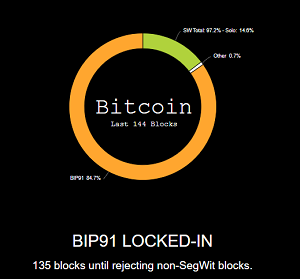 SW Total: 97.2% - Solo: 14.6%
Other 0.7%
Bitcoin
Last 144 Blocks
BIP91 84.7%
BIP91 LOCKED-IN
135 blocks until rejecting non-SegWit blocks.